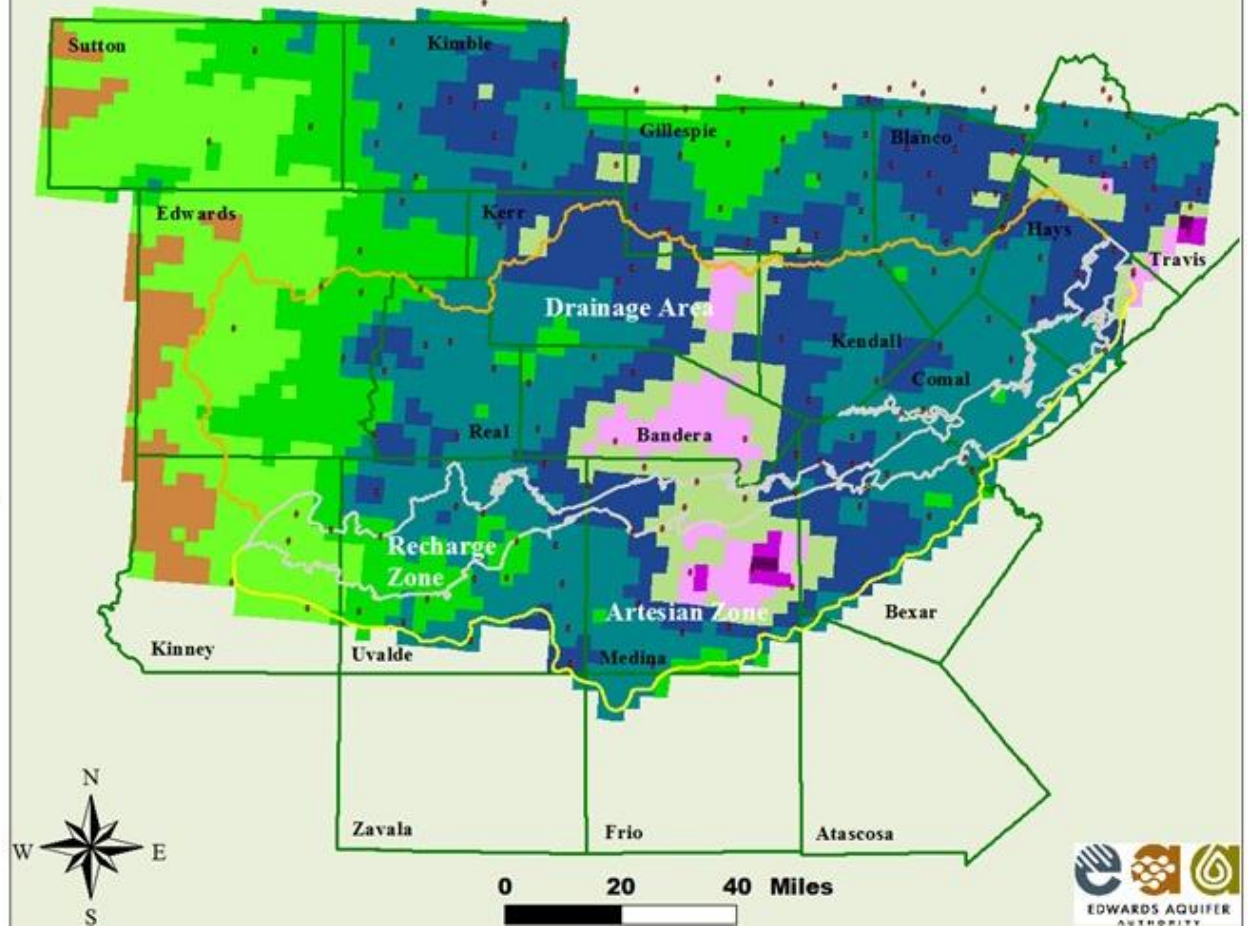 Sutton
Kimble
Gillespie
Blanco
Edwards
Kerr
Hays
Travis
Drainage Area
Kendall
Comal
Real
Bandera
Recharge
Zone
Artesian Zone
Bexar
Kinney
Uvalde
Medina
N
W
E
S
Zavala
Frio
Atascosa
0 20 40 Miles
eaa
EDWARDS AQUIFER
AUTHORITY